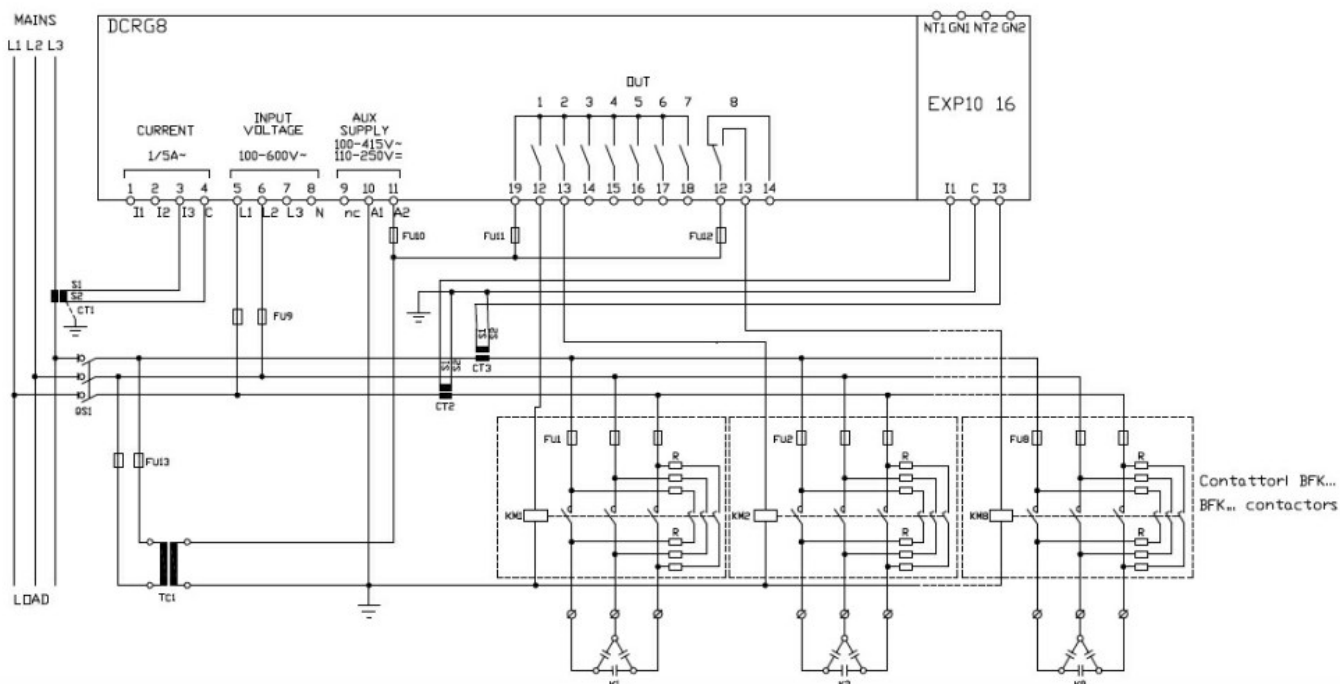 MAINS
L1 L2 L3
DCRG8
NT1 GN1 NT2 GN2
EXP10 16
OUT
1 2 3 4 5 6 7 8
CURRENT
1/5A~
INPUT
VOLTAGE
100-600V~
AUX
SUPPLY
100-415V~
110-250V=
1 2 3 4 5 6 7 8 9 10 11
19 12 13 14 15 16 17 18 12 13 14
I1 C I3
I1 I2 I3 C L1 L2 L3 N nc A1 A2
FU10
FU11
FU12
S1
S2
CT1
FU9
S1
S2
CT3
S1
S2
CT2
QS1
FU13
FU1
R
KM1
R
FU2
R
KM2
R
FU8
R
KM8
R
Contattori BFK...
BFK... contactors
TC1
LOAD